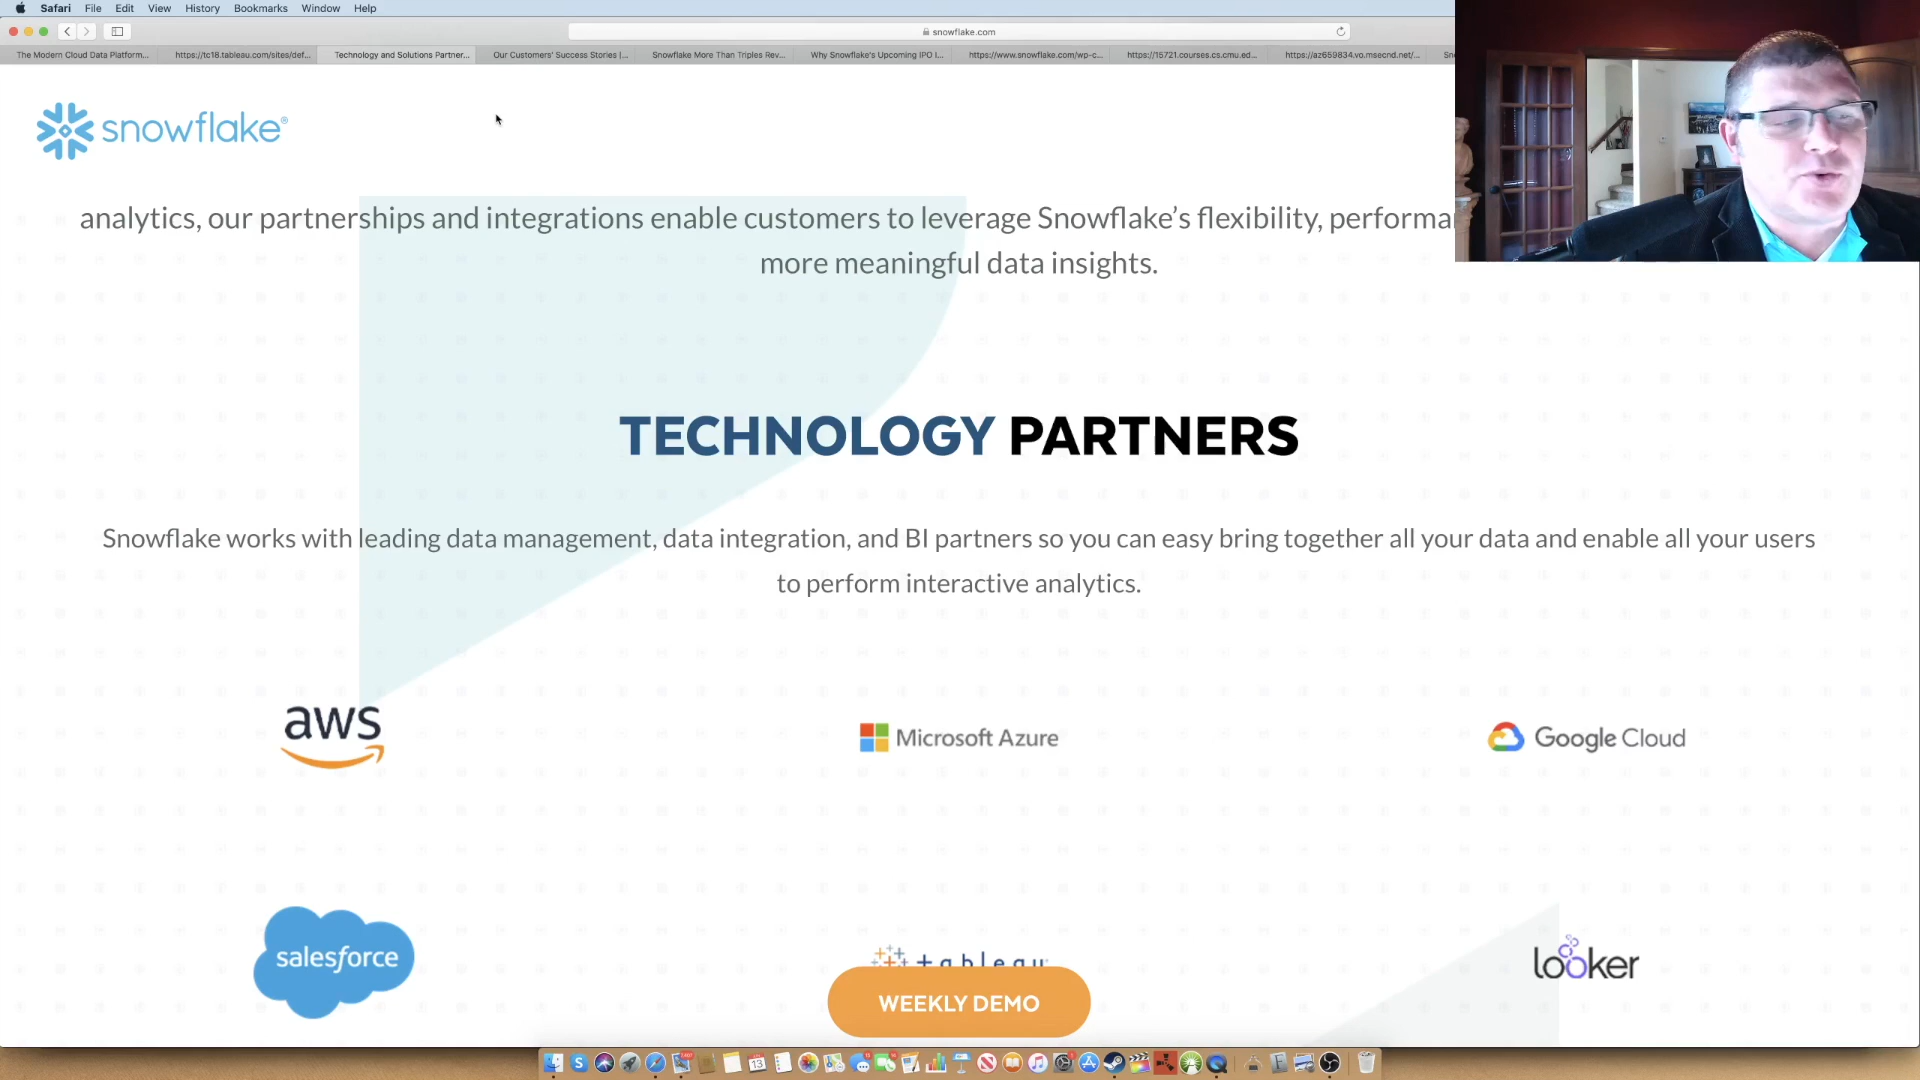 Safari File Edit View History Bookmarks Window Help
snowflake.com
The Modern Cloud Data Platform... https://tc18.tableau.com/sites/def... Technology and Solutions Partner... Our Customers' Success Stories |... Snowflake More Than Triples Rev... Why Snowflake's Upcoming IPO I... https://www.snowflake.com/wp-c... https://15721.courses.cs.cmu.ed... https://az659834.vo.msecnd.net/...
snowflake®
analytics, our partnerships and integrations enable customers to leverage Snowflake's flexibility,
more meaningful data insights.
TECHNOLOGY PARTNERS
Snowflake works with leading data management, data integration, and BI partners so you can easy bring together all your data and enable all your users
to perform interactive analytics.
aws
Microsoft Azure
Google Cloud
salesforce
tableau
looker
WEEKLY DEMO